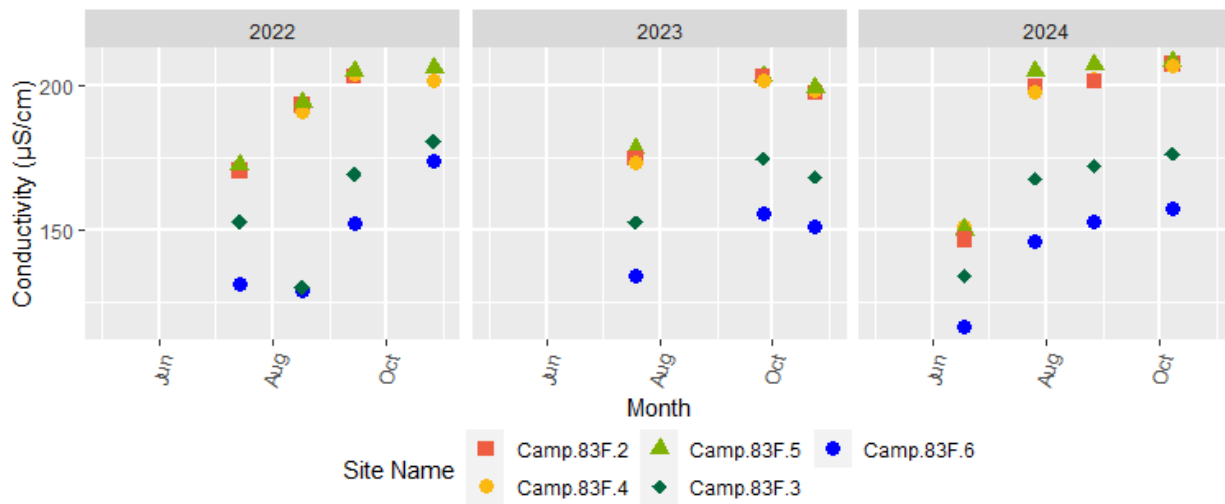 2022 2023 2024
Conductivity (µS/cm)
200
150
Jun Aug Oct Jun Aug Oct Jun Aug Oct
Month
Site Name
Camp.83F.2 Camp.83F.5 Camp.83F.6
Camp.83F.4 Camp.83F.3